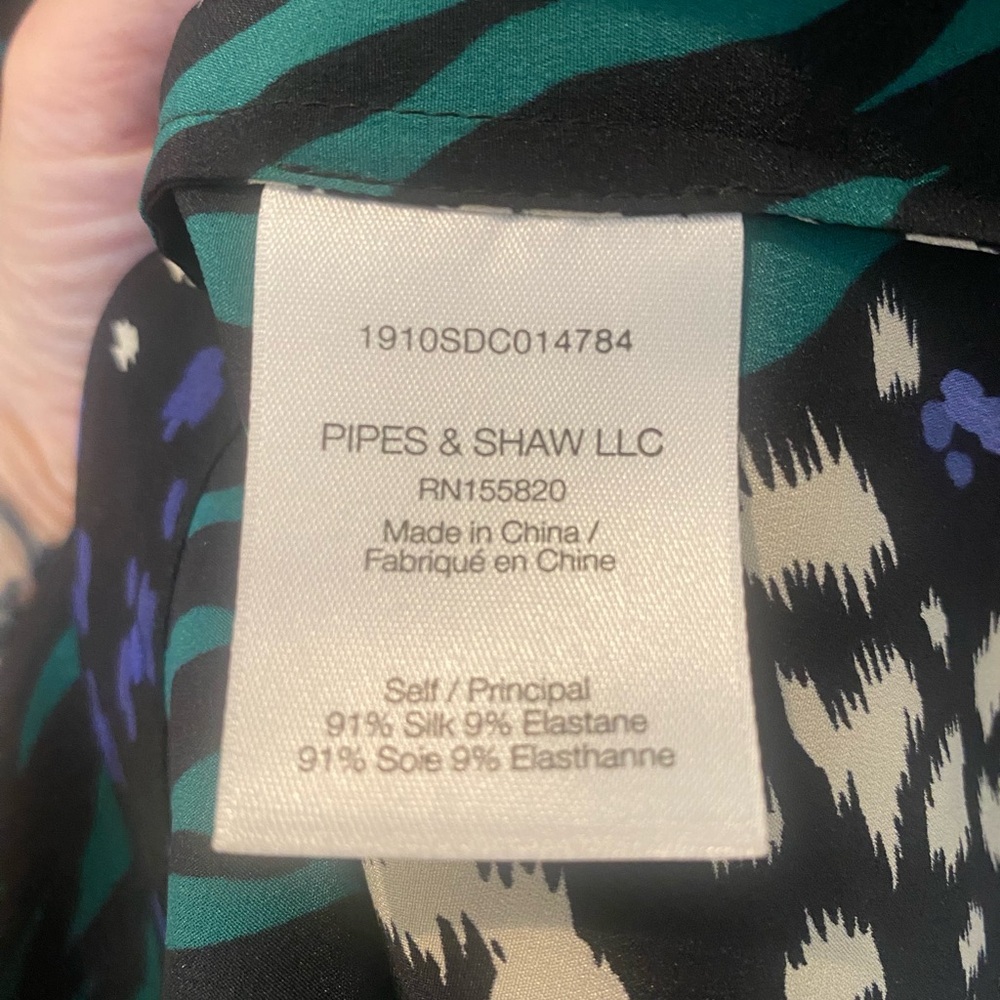 1910SDC014784
PIPES & SHAW LLC
RN155820
Made in China /
Fabriqué en Chine
Self / Principal
91% Silk 9% Elastane
91% Soie 9% Elasthanne